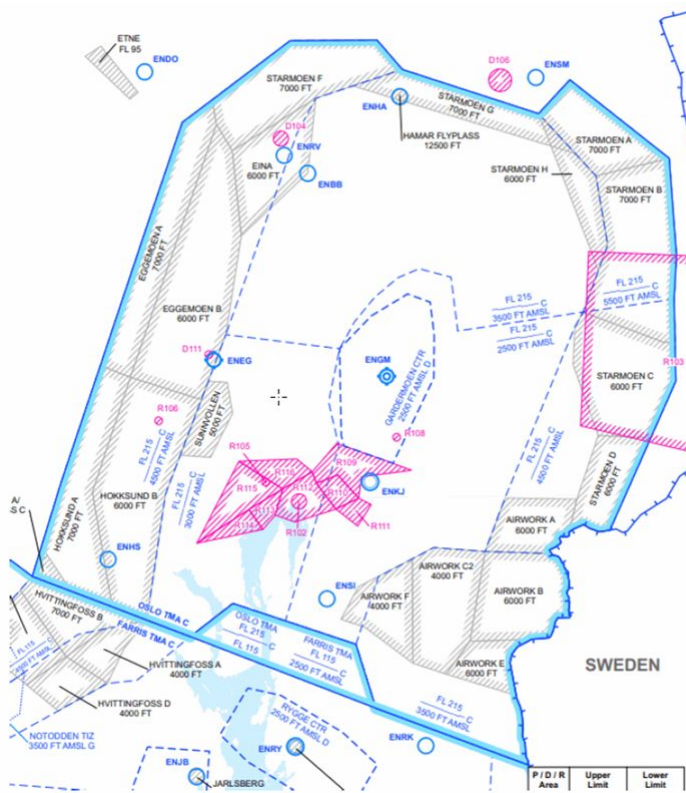 ETNE
FL 95
ENDO
STARMOEN F
7000 FT
D106
ENSM
STARMOEN G
7000 FT
ENHA
HAMAR FLYPLASS
12500 FT
D104
ENRV
EINA
6000 FT
ENBB
STARMOEN A
7000 FT
STARMOEN H
6000 FT
STARMOEN B
7000 FT
EGGEMOEN A
7000 FT
EGGEMOEN B
6000 FT
FL 215
C
3500 FT AMSL
FL 215
C
5500 FT AMSL
FL 215
C
2500 FT AMSL
D111
ENEG
ENGM
GARDERMOEN CTR
2500 FT AMSL D
R103
STARMOEN C
6000 FT
R106
SUNNVOLLEN
5000 FT
FL 215
C
4500 FT AMSL
R108
R105
R116
R109
R115
R112
R110
R113
R114
R102
R111
ENKJ
FL 215
C
4500 FT AMSL
STARMOEN D
6000 FT
FL 215
C
3000 FT AMSL
HOKKSUND B
6000 FT
HOKKSUND A
7000 FT
A/
S C
ENHS
AIRWORK A
6000 FT
AIRWORK C2
4000 FT
AIRWORK F
4000 FT
AIRWORK B
6000 FT
AIRWORK E
6000 FT
ENSI
SWEDEN
HVITTINGFOSS B
7000 FT
OSLO TMA C
FARRIS TMA C
OSLO TMA
FL 215
C
FL 115
FARRIS TMA
FL 115
C
2500 FT AMSL
FL 115
C
4500 FT AMSL
HVITTINGFOSS A
4000 FT
HVITTINGFOSS D
4000 FT
FL 215
C
3500 FT AMSL
NOTODDEN TIZ
3500 FT AMSL G
RYGGE CTR
2500 FT AMSL D
ENRY
ENRK
ENJB
JARLSBERG
P / D / R
Area
Upper
Limit
Lower
Limit